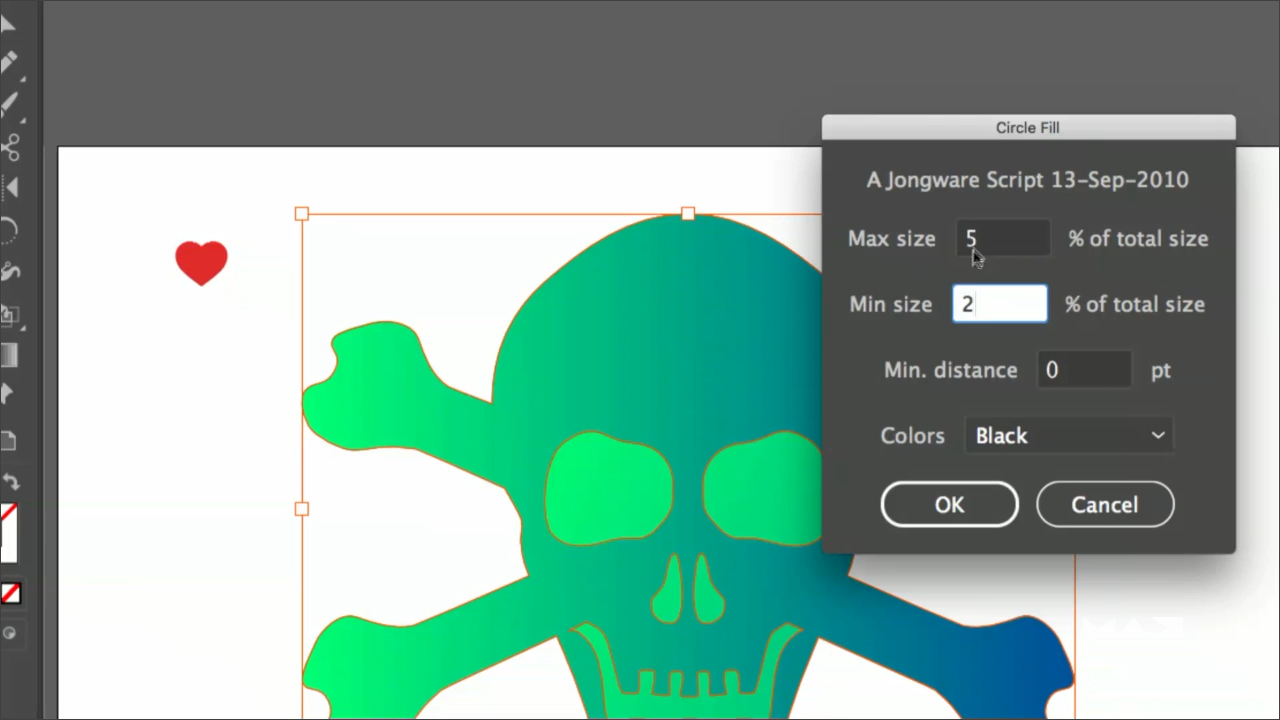 Circle Fill
A Jongware Script 13-Sep-2010
Max size 5 % of total size
Min size 2 % of total size
Min. distance 0 pt
Colors Black
OK Cancel
MAX